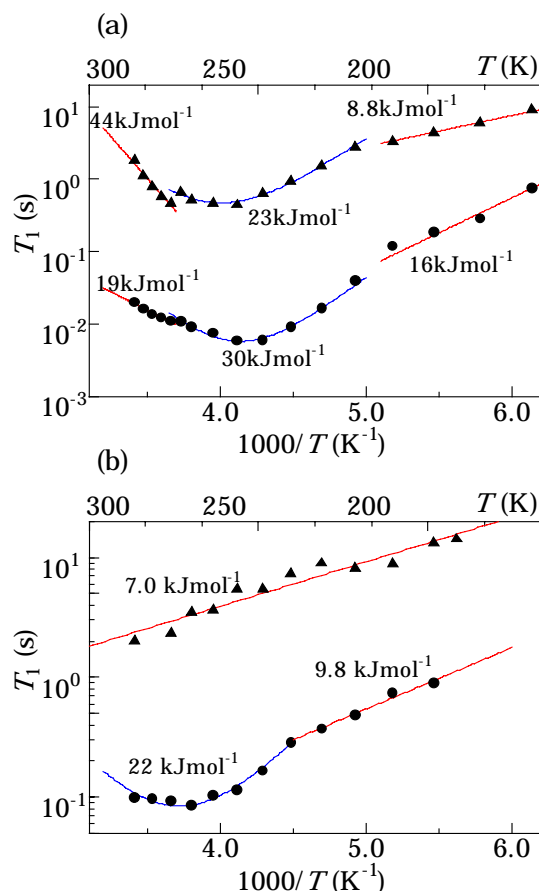 (a)
300 250 200 T (K)
10¹
44kJmol⁻¹
8.8kJmol⁻¹
10⁰
23kJmol⁻¹
T₁ (s)
10⁻¹
19kJmol⁻¹
16kJmol⁻¹
10⁻²
30kJmol⁻¹
10⁻³
4.0 5.0 6.0
1000/ T (K⁻¹)
(b)
300 250 200 T (K)
10¹
7.0 kJmol⁻¹
T₁ (s)
10⁰
9.8 kJmol⁻¹
22 kJmol⁻¹
10⁻¹
4.0 5.0 6.0
1000/ T (K⁻¹)